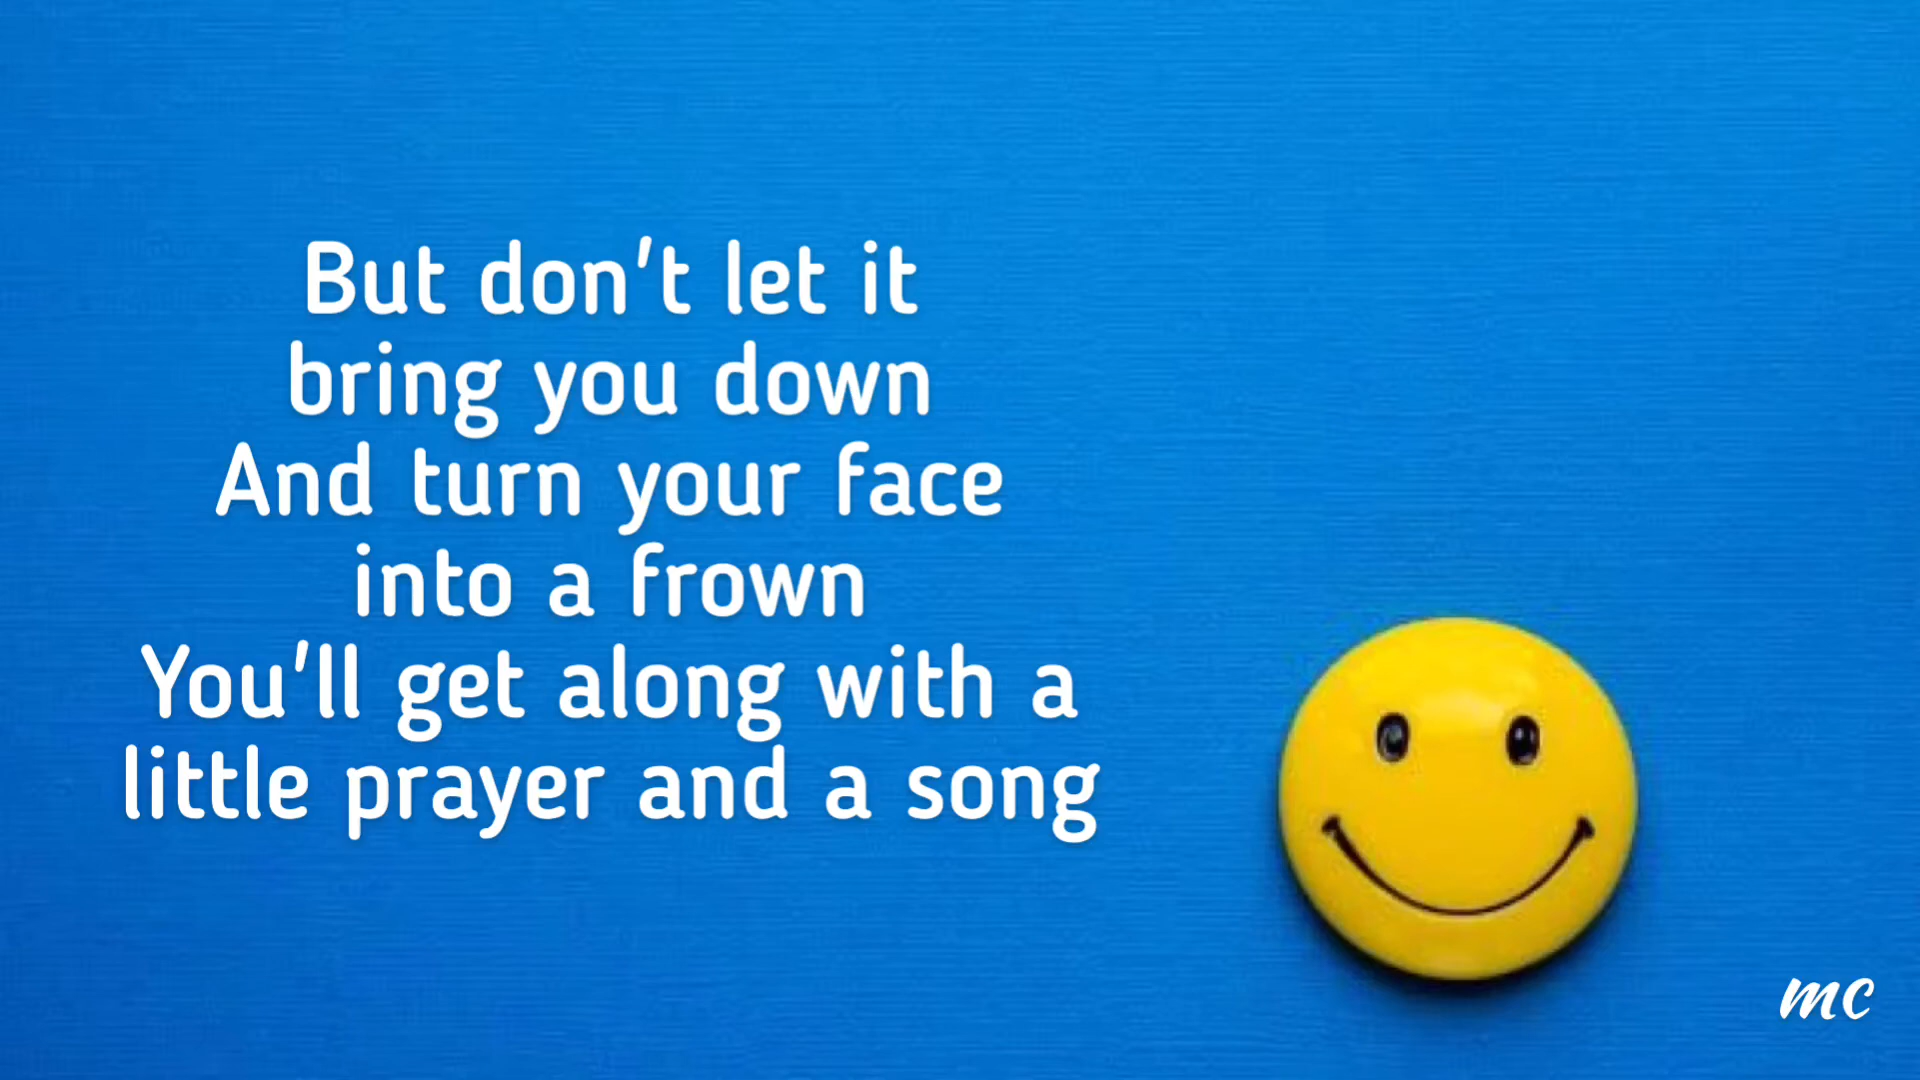 But don't let it
bring you down
And turn your face
into a frown
You'll get along with a
little prayer and a song
mc